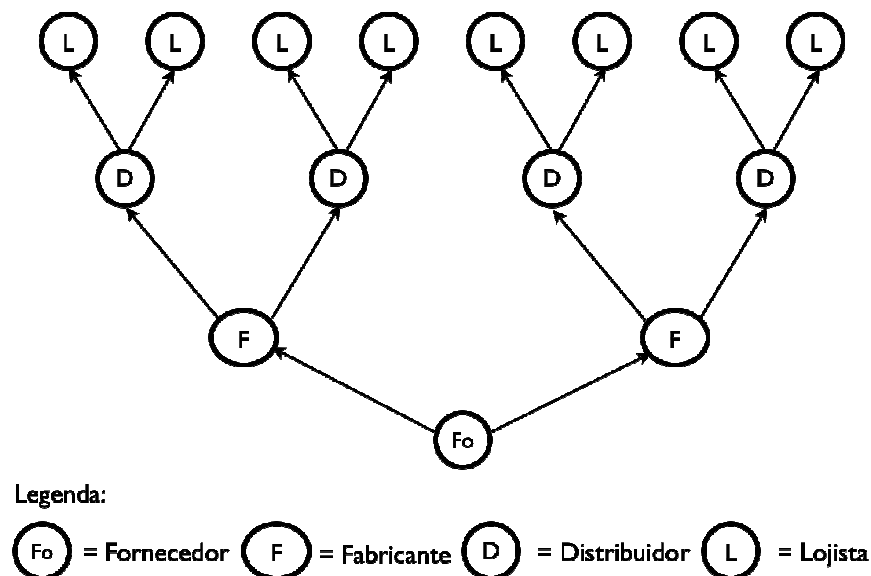 L L L L L L L L
D D D D
F F
Fo
Legenda:
Fo = Fornecedor F = Fabricante D = Distribuidor L = Lojista